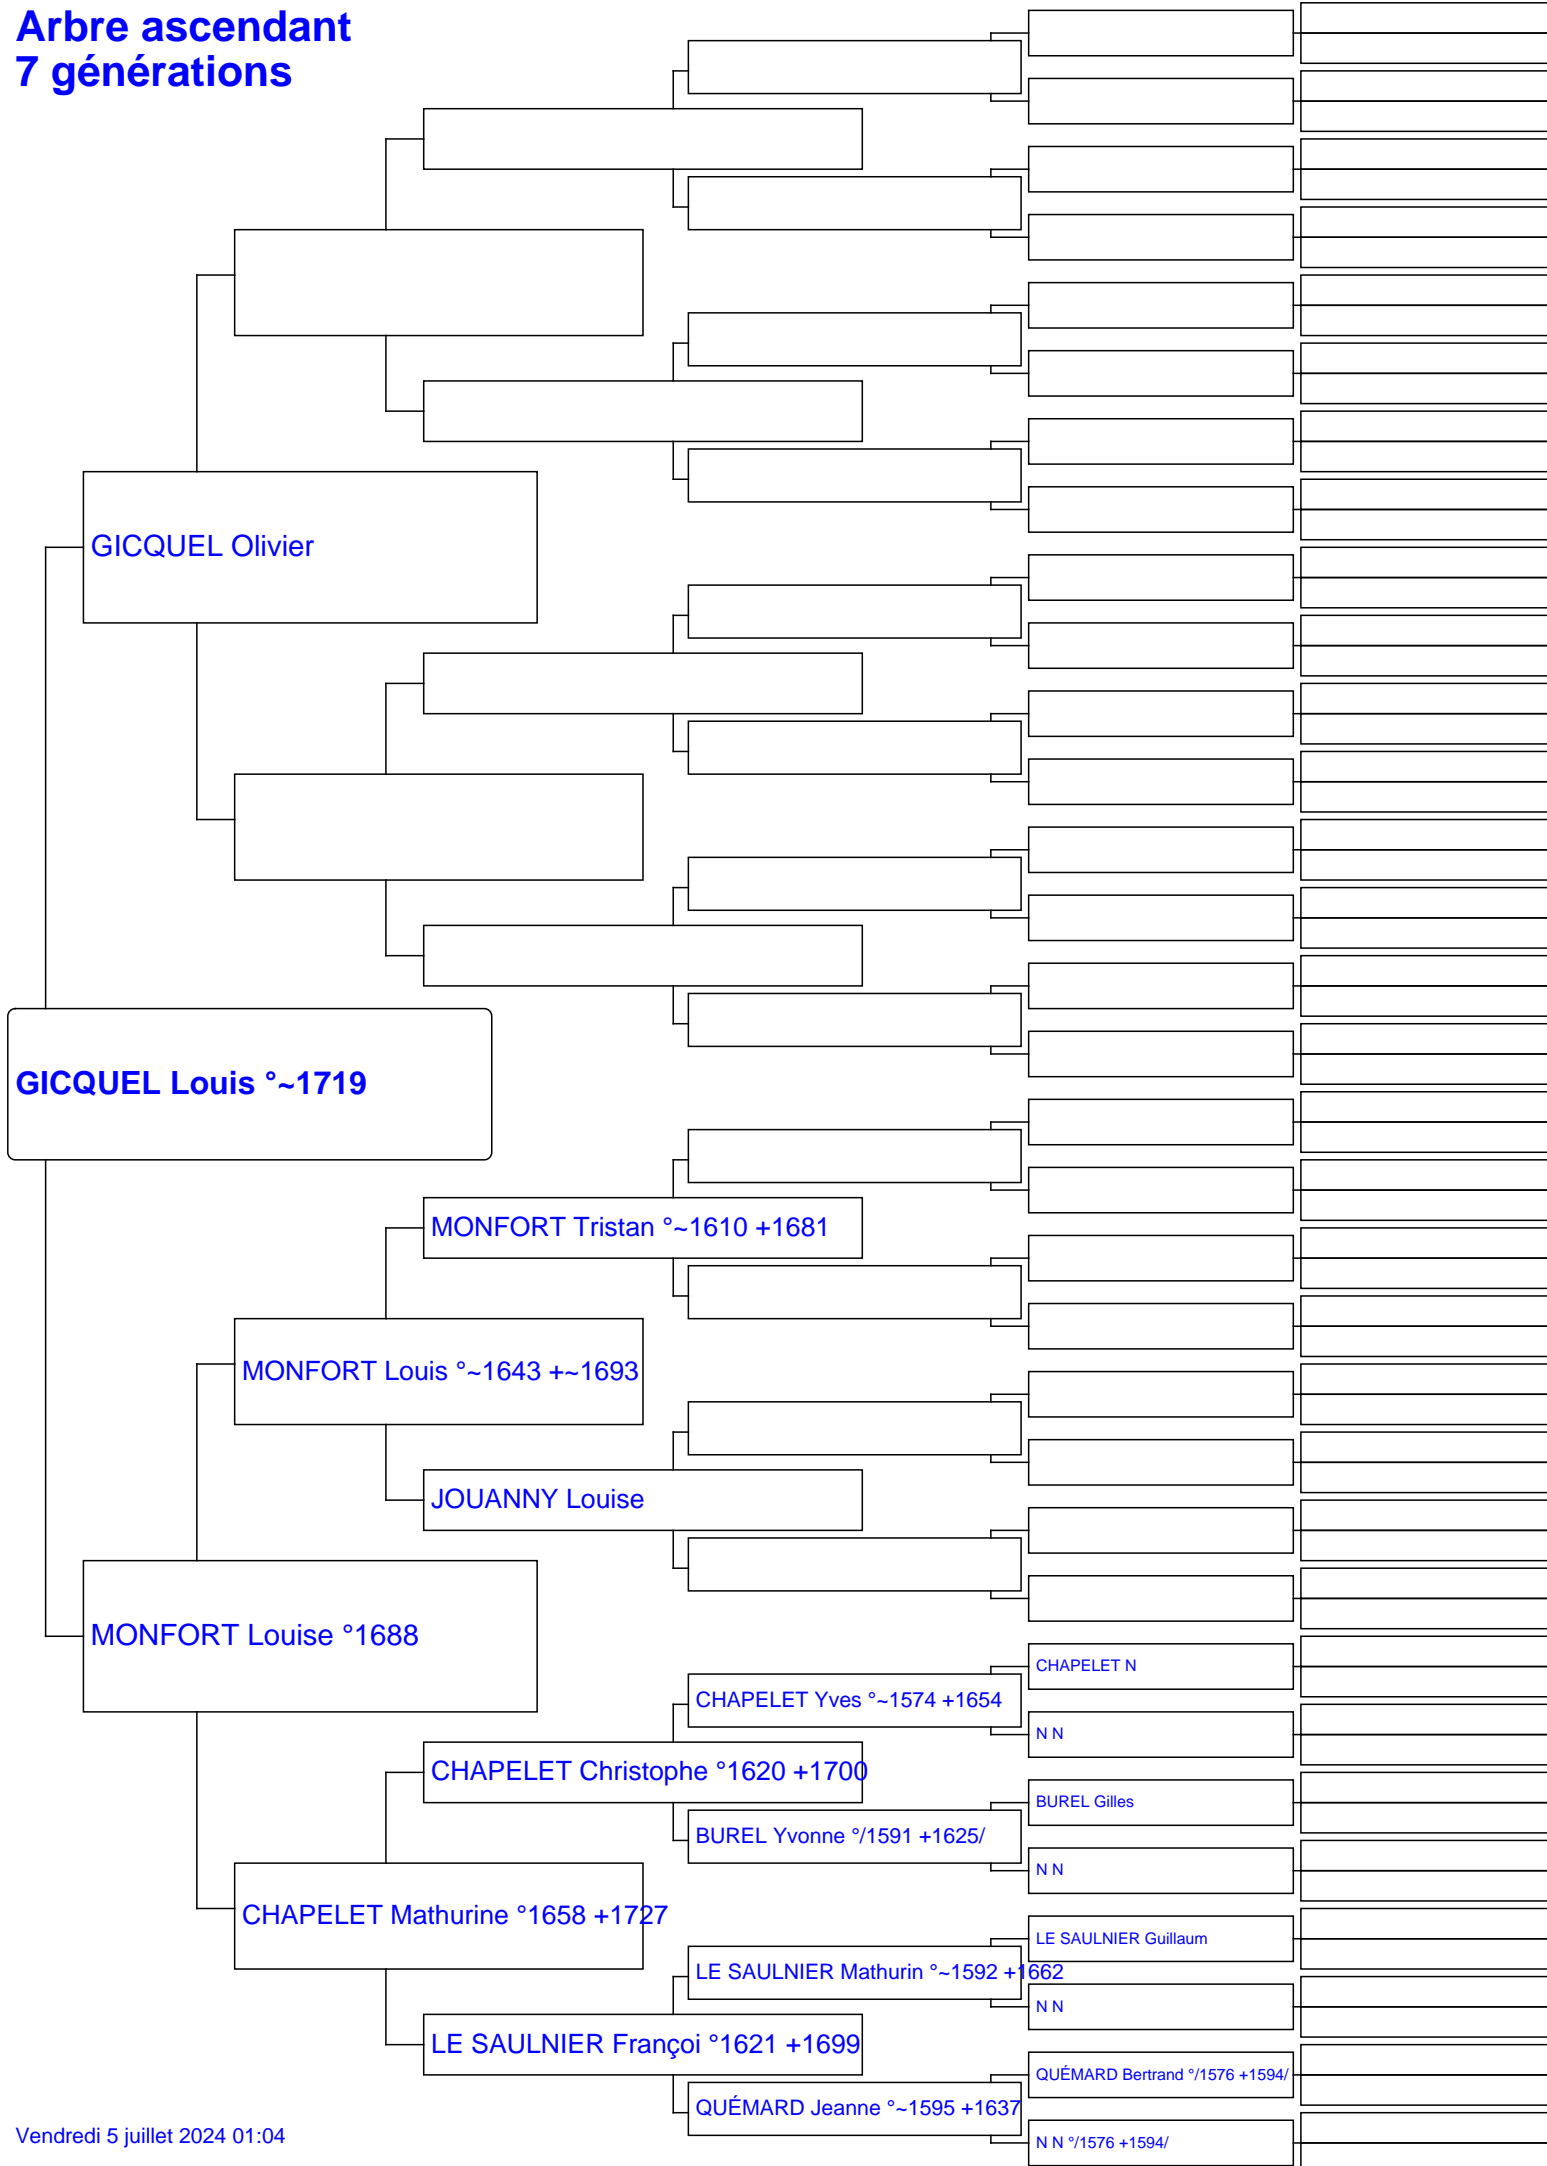 Arbre ascendant
7 générations
GICQUEL Olivier
GICQUEL Louis °~1719
MONFORT Tristan °~1610 +1681
MONFORT Louis °~1643 +~1693
JOUANNY Louise
MONFORT Louise °1688
CHAPELET N
CHAPELET Yves °~1574 +1654
N N
CHAPELET Christophe °1620 +1700
BUREL Gilles
BUREL Yvonne °/1591 +1625/
N N
CHAPELET Mathurine °1658 +1727
LE SAULNIER Guillaum
LE SAULNIER Mathurin °~1592 +1662
N N
LE SAULNIER Françoi °1621 +1699
QUÉMARD Bertrand °/1576 +1594/
QUÉMARD Jeanne °~1595 +1637
N N °/1576 +1594/
Vendredi 5 juillet 2024 01:04